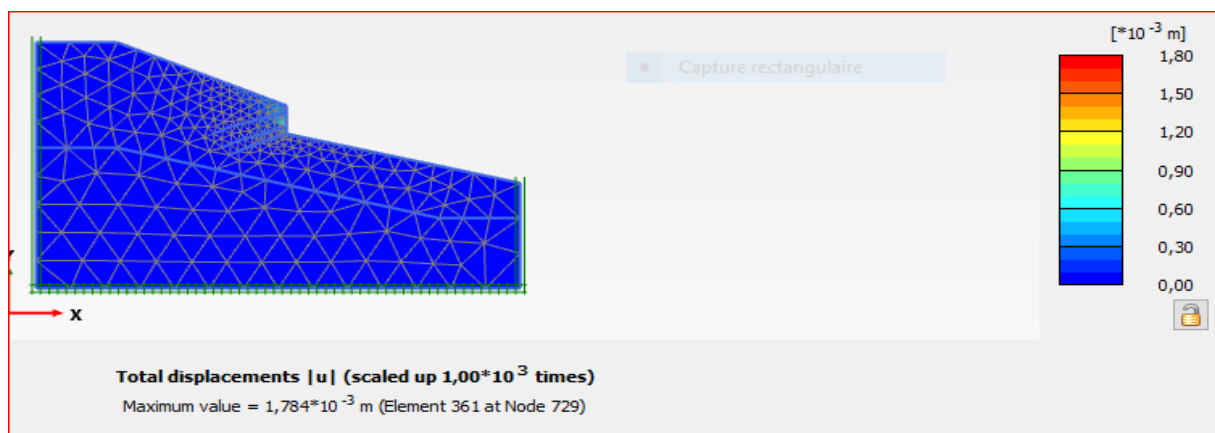 [*10 -3 m]
Capture rectangulaire
1,80
1,50
1,20
0,90
0,60
0,30
0,00
x
Total displacements |u| (scaled up 1,00*10 3 times)
Maximum value = 1,784*10 -3 m (Element 361 at Node 729)